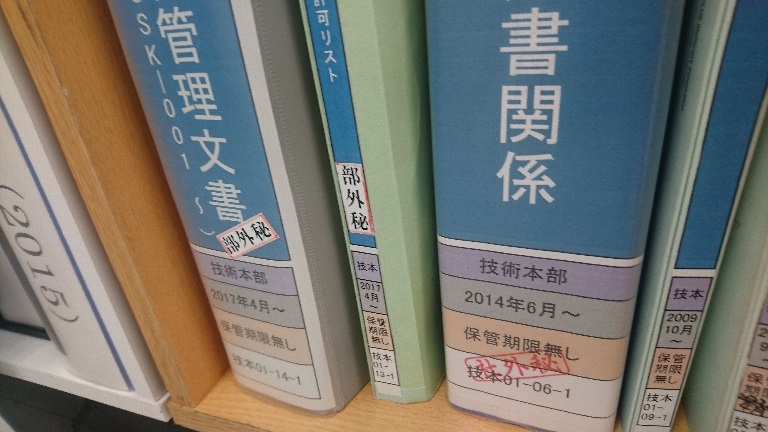 (2015)
管理文書
SKI001~)
部外秘
技術本部
2017年4月~
保管期限無し
技本01-14-1
許可リスト
部外秘
技本
2017
4月
~
保管
期限
無し
技本
01-
13-1
書関係
技術本部
2014年6月~
保管期限無し
部外秘
技本01-06-1
技本
2009
10月
~
保管
期限
無し
技本
01-
09-1